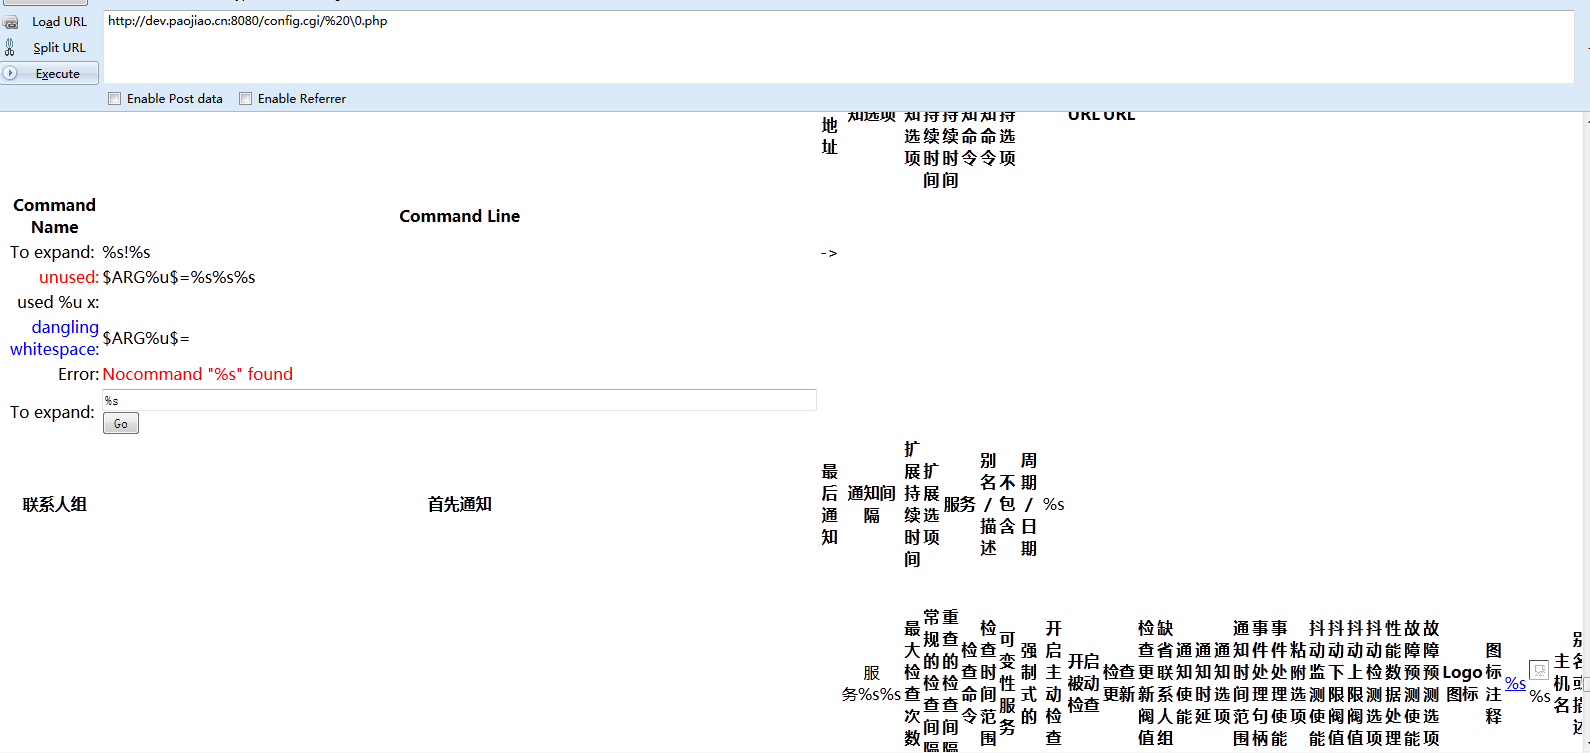 Load URL
http://dev.paojiao.cn:8080/config.cgi/%20\0.php
Split URL
Execute
Enable Post data
Enable Referrer
地址
知选项
知选项
持续时间
持续时间
知命令
知命令
持选项
URL URL
Command
Name
Command Line
To expand: %s!%s
->
unused: $ARG%u$=%s%s%s
used %u x:
dangling
whitespace: $ARG%u$=
Error: Nocommand "%s" found
To expand: %s
Go
联系人组
首先通知
最后通知
通知间
隔
扩展持续时间
扩展选项
服务
别名/描述
不包含
周期/日期
%s
服
务%s%s
最大检查次数
常规的检查间隔
重查的检查间隔
检查命令
检查时间范围
可变性服务
强制式的
开启主动检查
开启
被动
检查
检查
更新
检查更新阀值
缺省联系人组
通知使能
通知时延
通知选项
通知时间范围
事件处理句柄
事件处理使能
粘附选项
抖动监测使能
抖动下限阀值
抖动上限阀值
抖动检测选项
性能数据处理
故障预测使能
故障预测选项
Logo
图标
图标注释
%s
%s
主机名
别名或描述